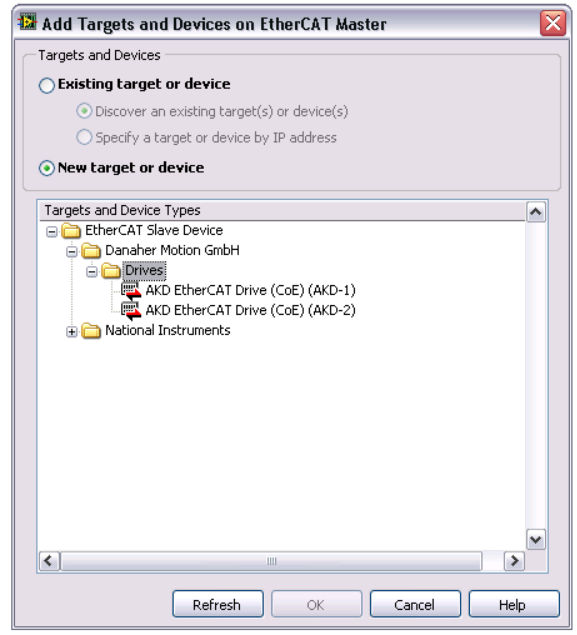 Add Targets and Devices on EtherCAT Master
Targets and Devices
Existing target or device
Discover an existing target(s) or device(s)
Specify a target or device by IP address
New target or device
Targets and Device Types
EtherCAT Slave Device
Danaher Motion GmbH
Drives
AKD EtherCAT Drive (CoE) (AKD-1)
AKD EtherCAT Drive (CoE) (AKD-2)
National Instruments
Refresh OK Cancel Help